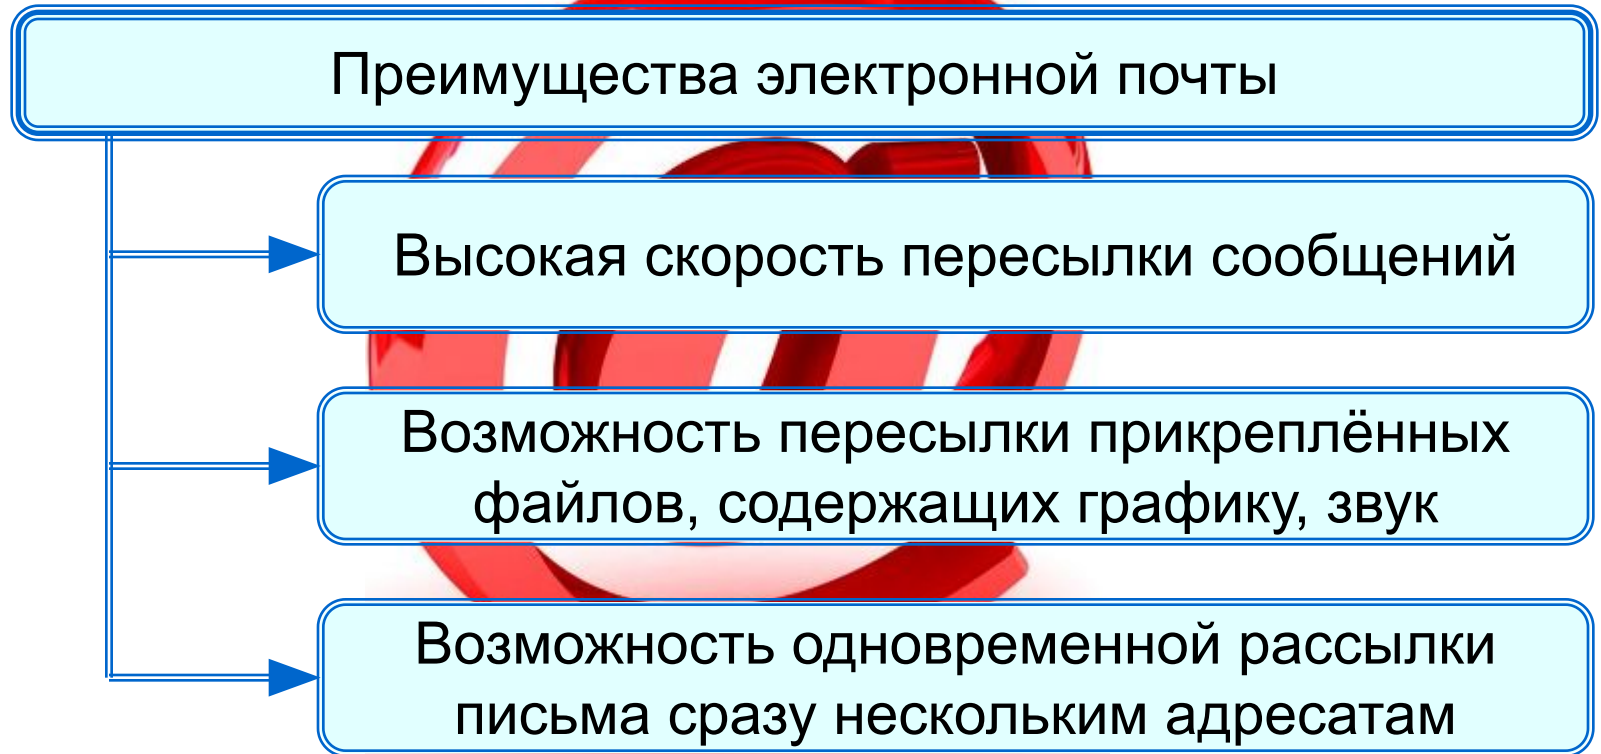 Преимущества электронной почты
Высокая скорость пересылки сообщений
Возможность пересылки прикреплённых
файлов, содержащих графику, звук
Возможность одновременной рассылки
письма сразу нескольким адресатам